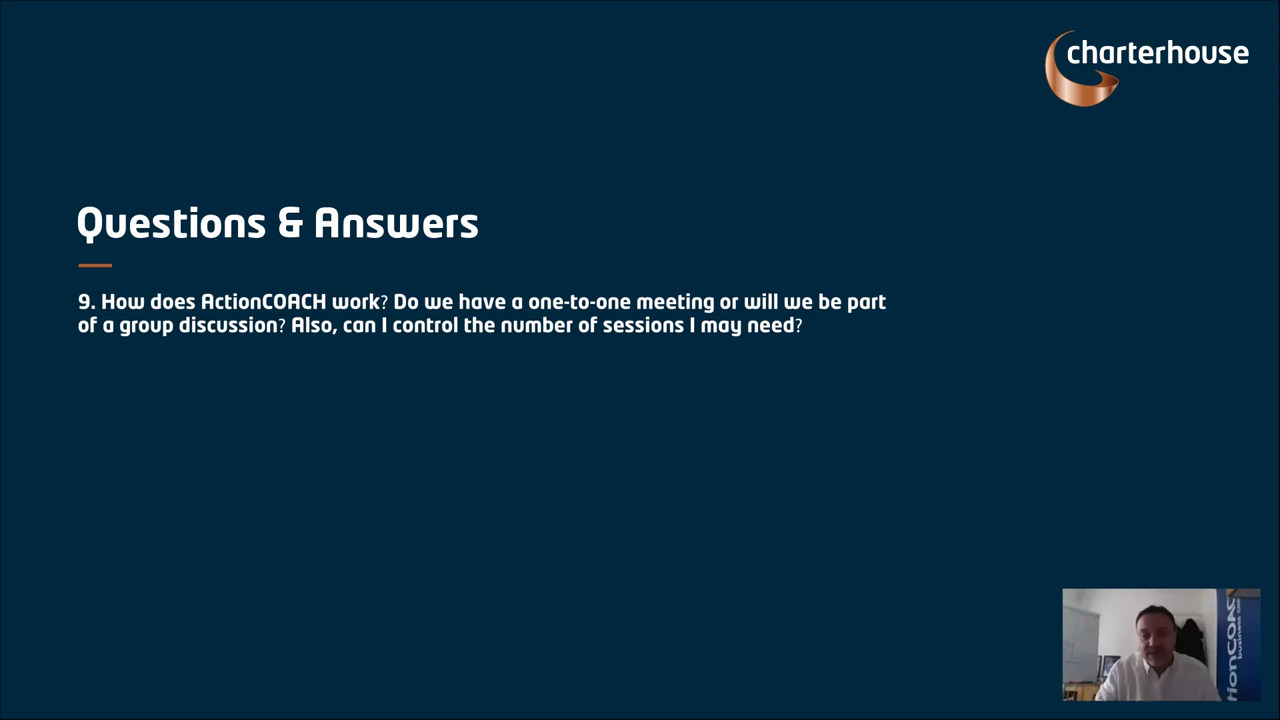 charterhouse
Questions & Answers
9. How does ActionCOACH work? Do we have a one-to-one meeting or will we be part
of a group discussion? Also, can I control the number of sessions I may need?